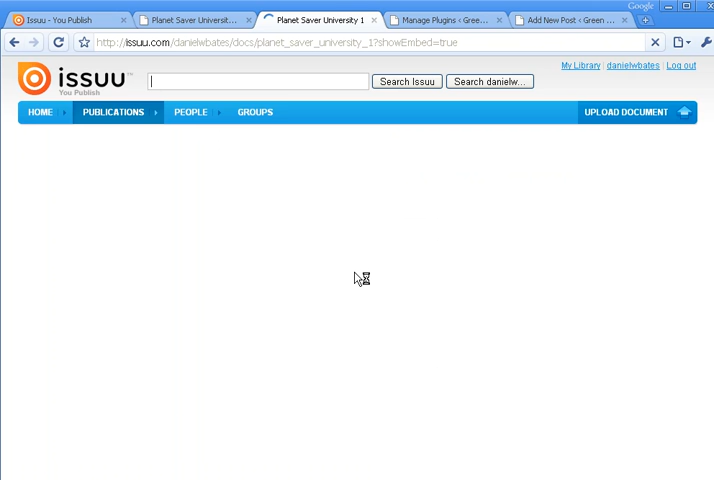 Google
Issuu - You Publish
Planet Saver Universit...
Planet Saver University 1
Manage Plugins ‹ Gree...
Add New Post ‹ Green ...
http://issuu.com/danielwbates/docs/planet_saver_university_1?showEmbed=true
issuu™
You Publish
Search Issuu
Search danielw...
My Library
danielwbates
Log out
HOME
PUBLICATIONS
PEOPLE
GROUPS
UPLOAD DOCUMENT